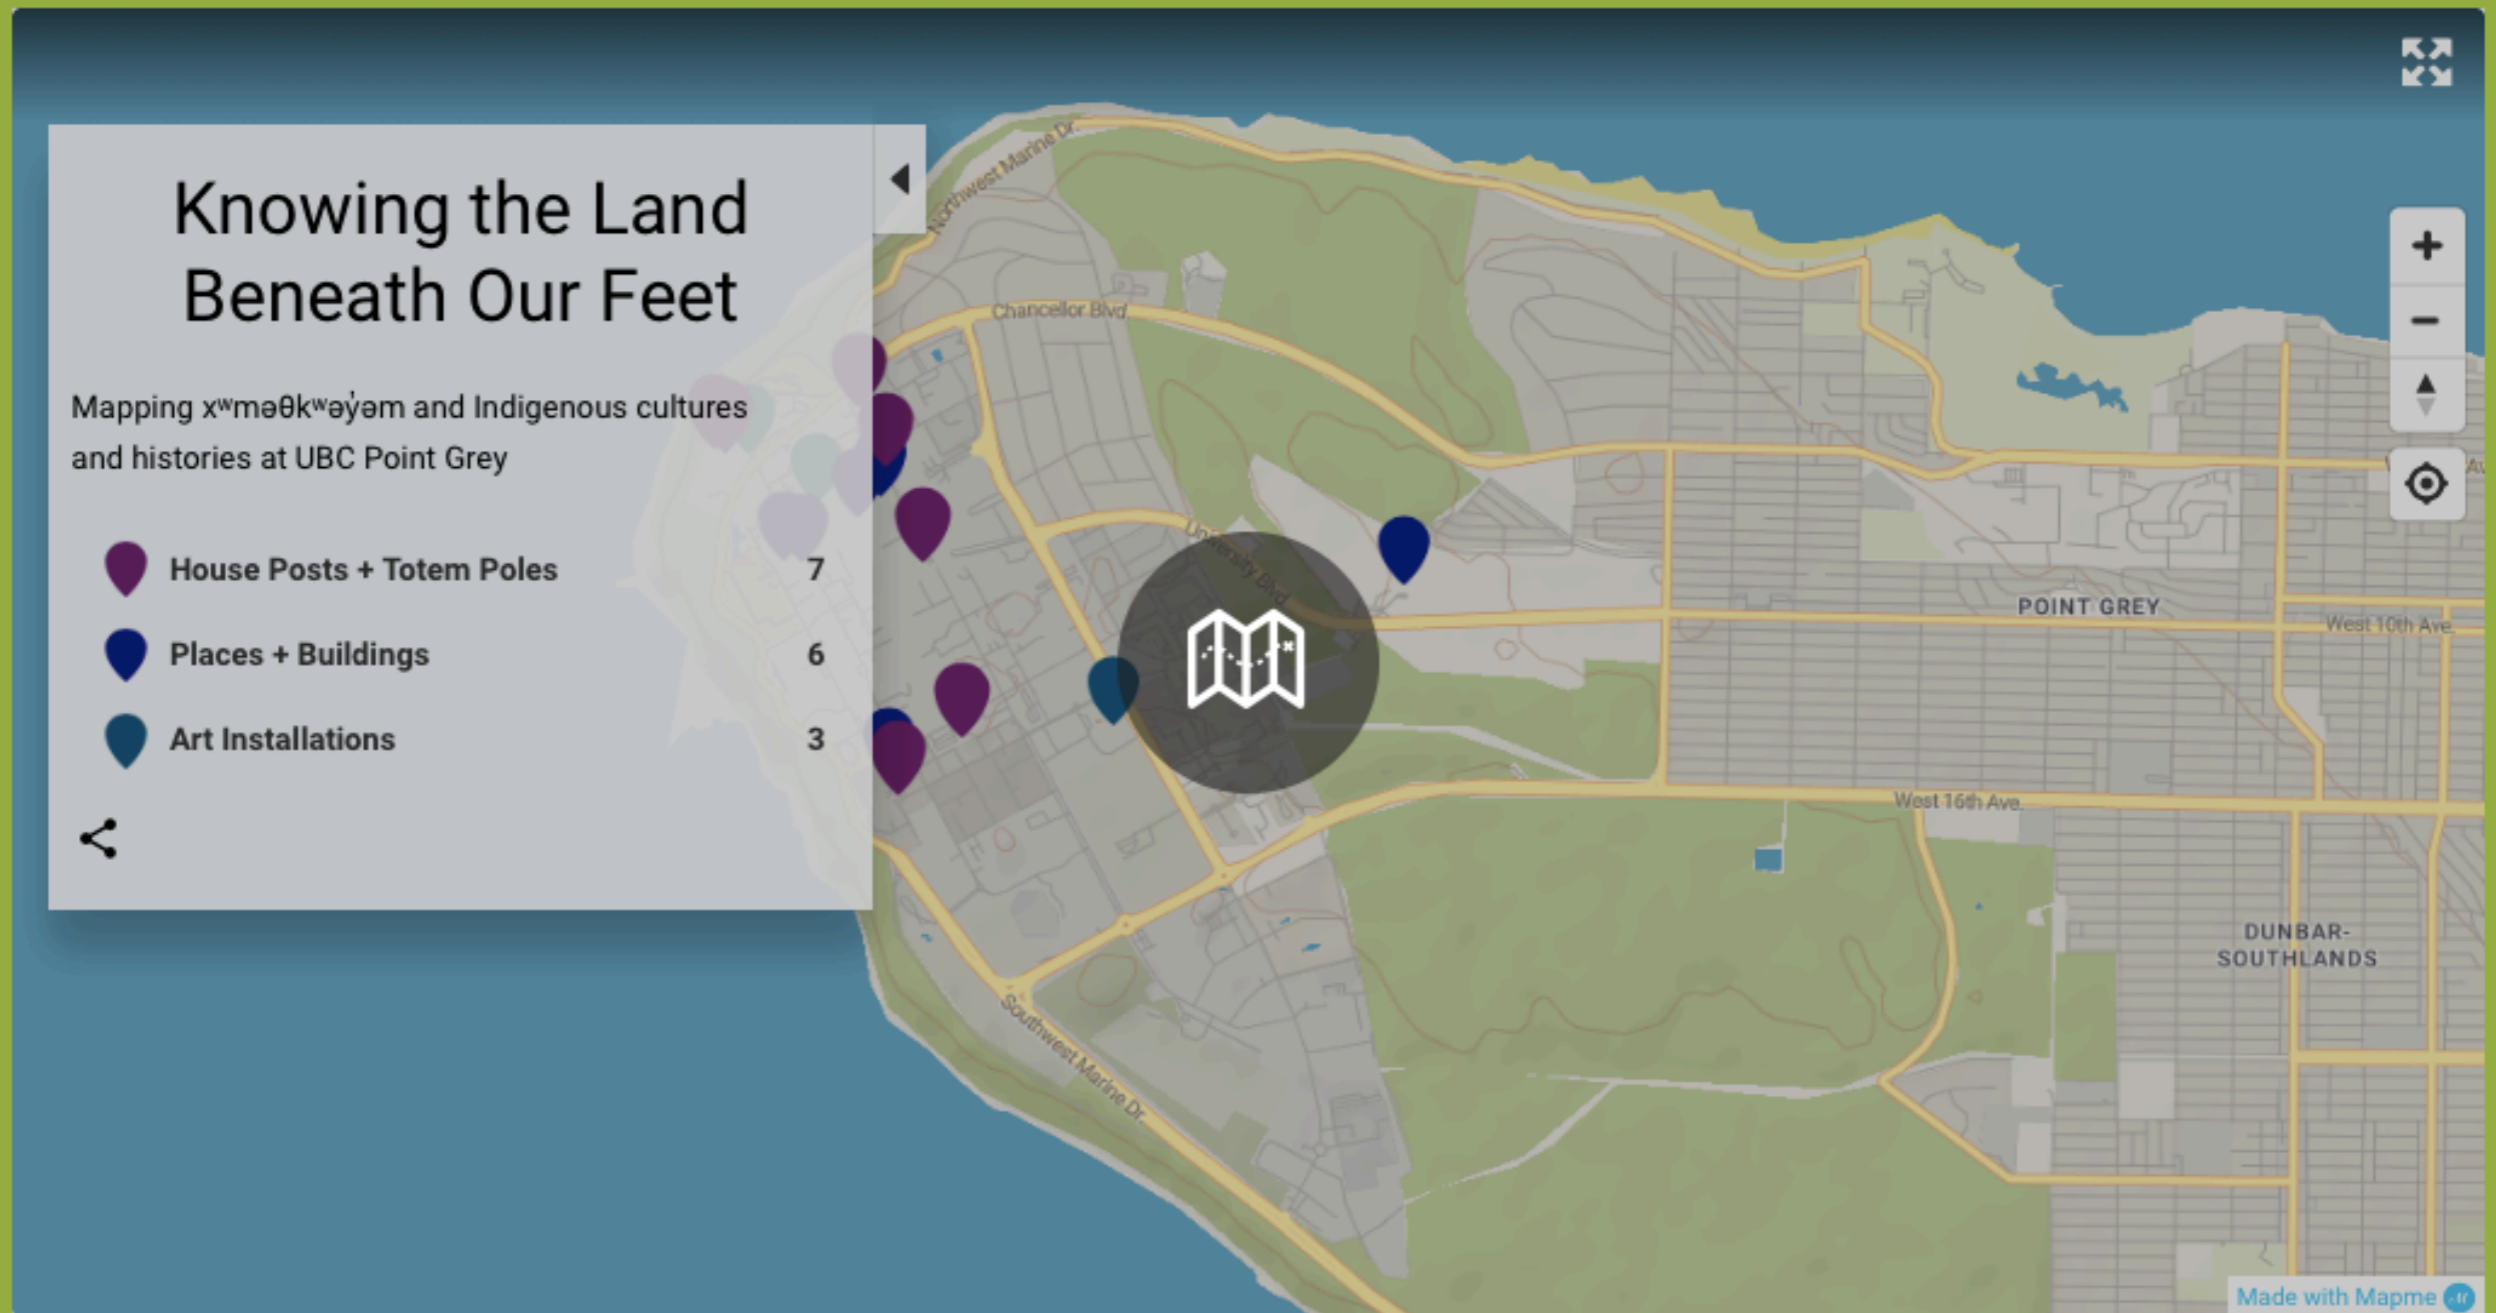 Knowing the Land
Beneath Our Feet
Mapping xʷməθkʷəy̓əm and Indigenous cultures
and histories at UBC Point Grey
House Posts + Totem Poles 7
Places + Buildings 6
Art Installations 3
Northwest Marine Dr.
Chancellor Blvd
University Blvd
POINT GREY
West 10th Ave.
West 16th Ave.
DUNBAR-
SOUTHLANDS
Southwest Marine Dr.
Made with Mapme